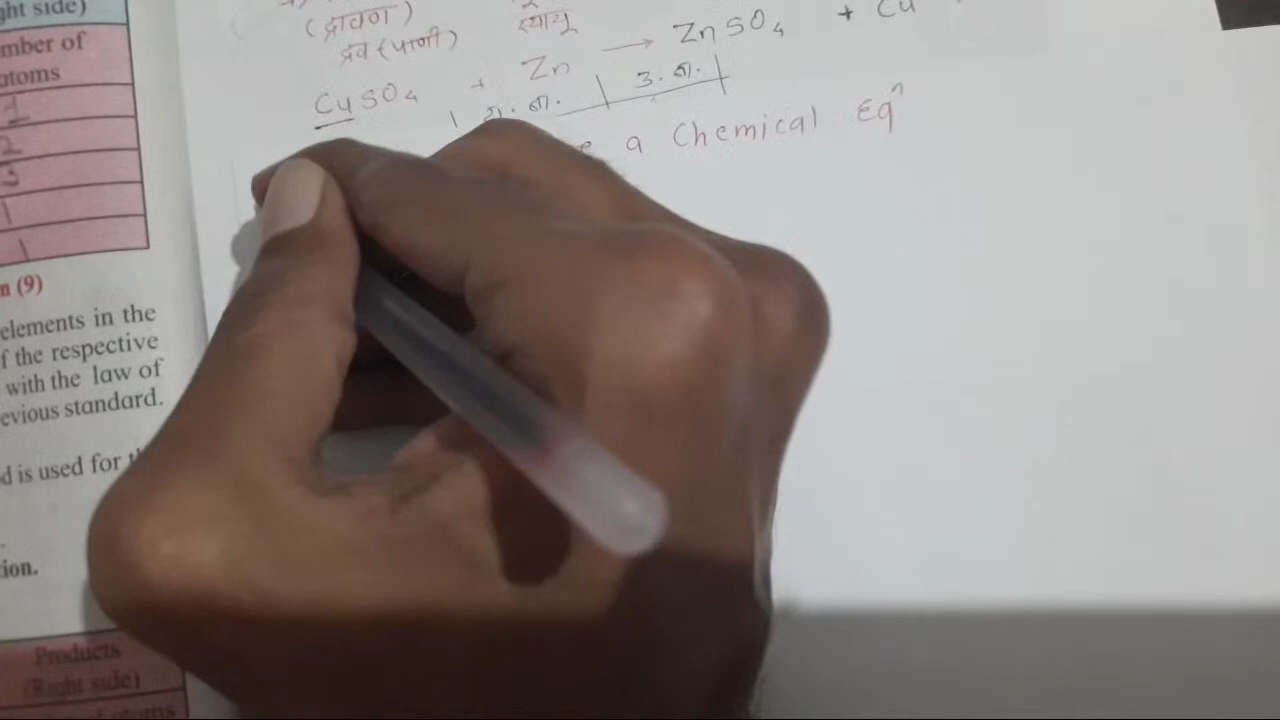 ght side)
mber of
atoms
1
2
3
1
1
n (9)
elements in the
f the respective
with the law of
evious standard.
d is used for
ion.
Products
(Right side)
(द्रावण)
द्रव (पाणी)
स्थायू
CuSO₄ + Zn → ZnSO₄ + Cu
a Chemical Eqⁿ